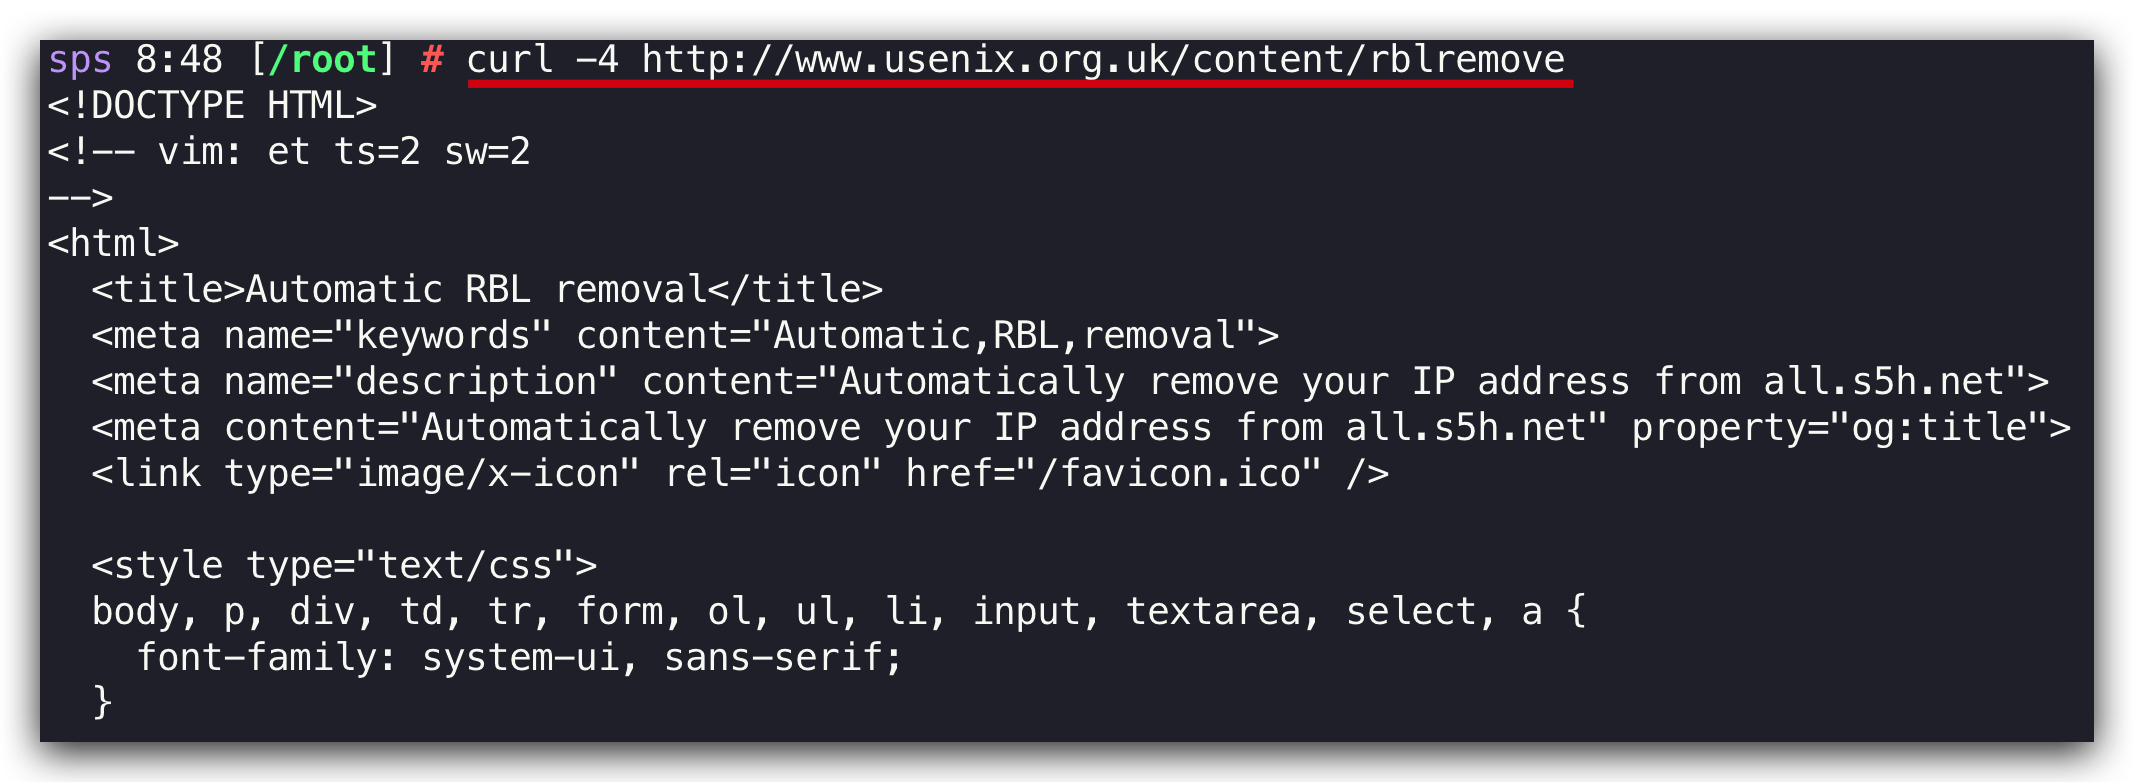 sps 8:48 [/root] # curl -4 http://www.usenix.org.uk/content/rblremove
<!DOCTYPE HTML>
<!-- vim: et ts=2 sw=2
-->
<html>
  <title>Automatic RBL removal</title>
  <meta name="keywords" content="Automatic,RBL,removal">
  <meta name="description" content="Automatically remove your IP address from all.s5h.net">
  <meta content="Automatically remove your IP address from all.s5h.net" property="og:title">
  <link type="image/x-icon" rel="icon" href="/favicon.ico" />

  <style type="text/css">
  body, p, div, td, tr, form, ol, ul, li, input, textarea, select, a {
    font-family: system-ui, sans-serif;
  }